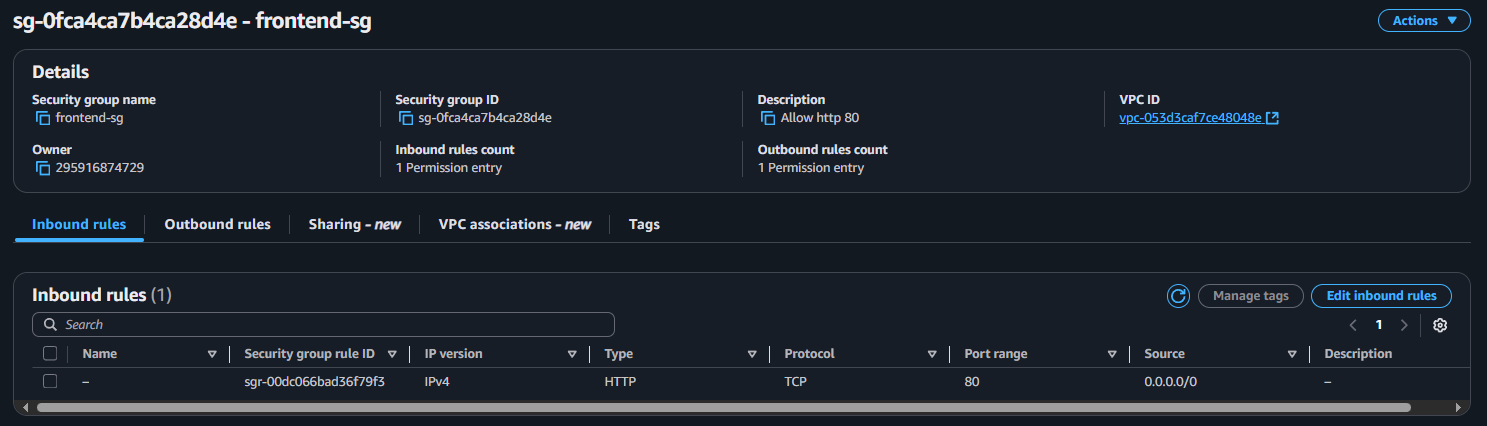 sg-0fca4ca7b4ca28d4e - frontend-sg
Actions
Details
Security group name
frontend-sg
Security group ID
sg-0fca4ca7b4ca28d4e
Description
Allow http 80
VPC ID
vpc-053d3caf7ce48048e
Owner
295916874729
Inbound rules count
1 Permission entry
Outbound rules count
1 Permission entry
Inbound rules
Outbound rules
Sharing - new
VPC associations - new
Tags
Inbound rules (1)
Manage tags
Edit inbound rules
Search
1
Name
Security group rule ID
IP version
Type
Protocol
Port range
Source
Description
–
sgr-00dc066bad36f79f3
IPv4
HTTP
TCP
80
0.0.0.0/0
–